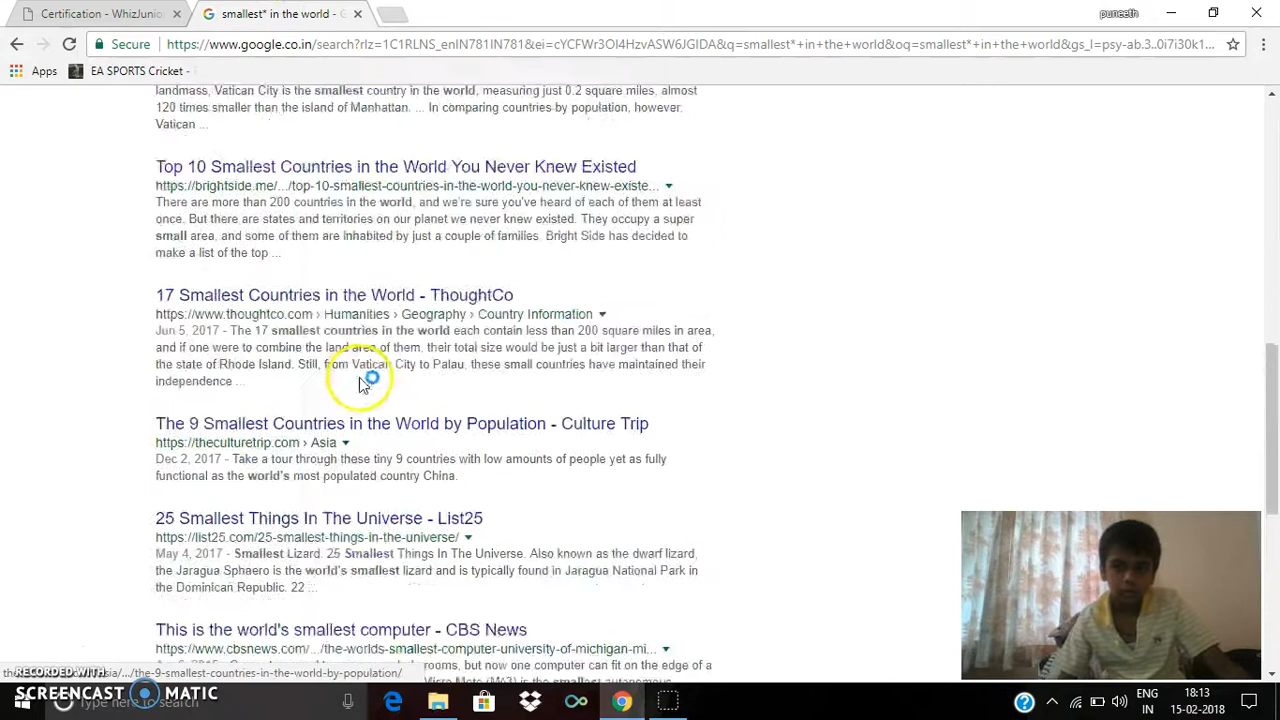 Certification - WhizJunior
smallest* in the world - G
puneeth
Secure
https://www.google.co.in/search?rlz=1C1RLNS_enIN781IN781&ei=cYCFWr3OI4HzvASW6JGIDA&q=smallest*+in+the+world&oq=smallest*+in+the+world&gs_l=psy-ab.3..0i7i30k1...
Apps
EA SPORTS Cricket -
landmass, Vatican City is the smallest country in the world, measuring just 0.2 square miles, almost
120 times smaller than the island of Manhattan. ... In comparing countries by population, however.
Vatican ...
Top 10 Smallest Countries in the World You Never Knew Existed
https://brightside.me/.../top-10-smallest-countries-in-the-world-you-never-knew-existe...
There are more than 200 countries in the world, and we're sure you've heard of each of them at least
once. But there are states and territories on our planet we never knew existed. They occupy a super
small area, and some of them are inhabited by just a couple of families. Bright Side has decided to
make a list of the top ...
17 Smallest Countries in the World - ThoughtCo
https://www.thoughtco.com › Humanities › Geography › Country Information
Jun 5, 2017 - The 17 smallest countries in the world each contain less than 200 square miles in area,
and if one were to combine the land area of them, their total size would be just a bit larger than that of
the state of Rhode Island. Still, from Vatican City to Palau, these small countries have maintained their
independence ...
The 9 Smallest Countries in the World by Population - Culture Trip
https://theculturetrip.com › Asia
Dec 2, 2017 - Take a tour through these tiny 9 countries with low amounts of people yet as fully
functional as the world's most populated country China.
25 Smallest Things In The Universe - List25
https://list25.com/25-smallest-things-in-the-universe/
May 4, 2017 - Smallest Lizard. 25 Smallest Things In The Universe. Also known as the dwarf lizard,
the Jaragua Sphaero is the world's smallest lizard and is typically found in Jaragua National Park in
the Dominican Republic. 22 ...
This is the world's smallest computer - CBS News
https://www.cbsnews.com/.../the-worlds-smallest-computer-university-of-michigan-mi...
rooms, but now one computer can fit on the edge of a
is the smallest autonomous
asia/.../the-9-smallest-countries-in-the-world-by-population/
RECORDED WITH
SCREENCAST MATIC
Type here to search
ENG
IN
18:13
15-02-2018